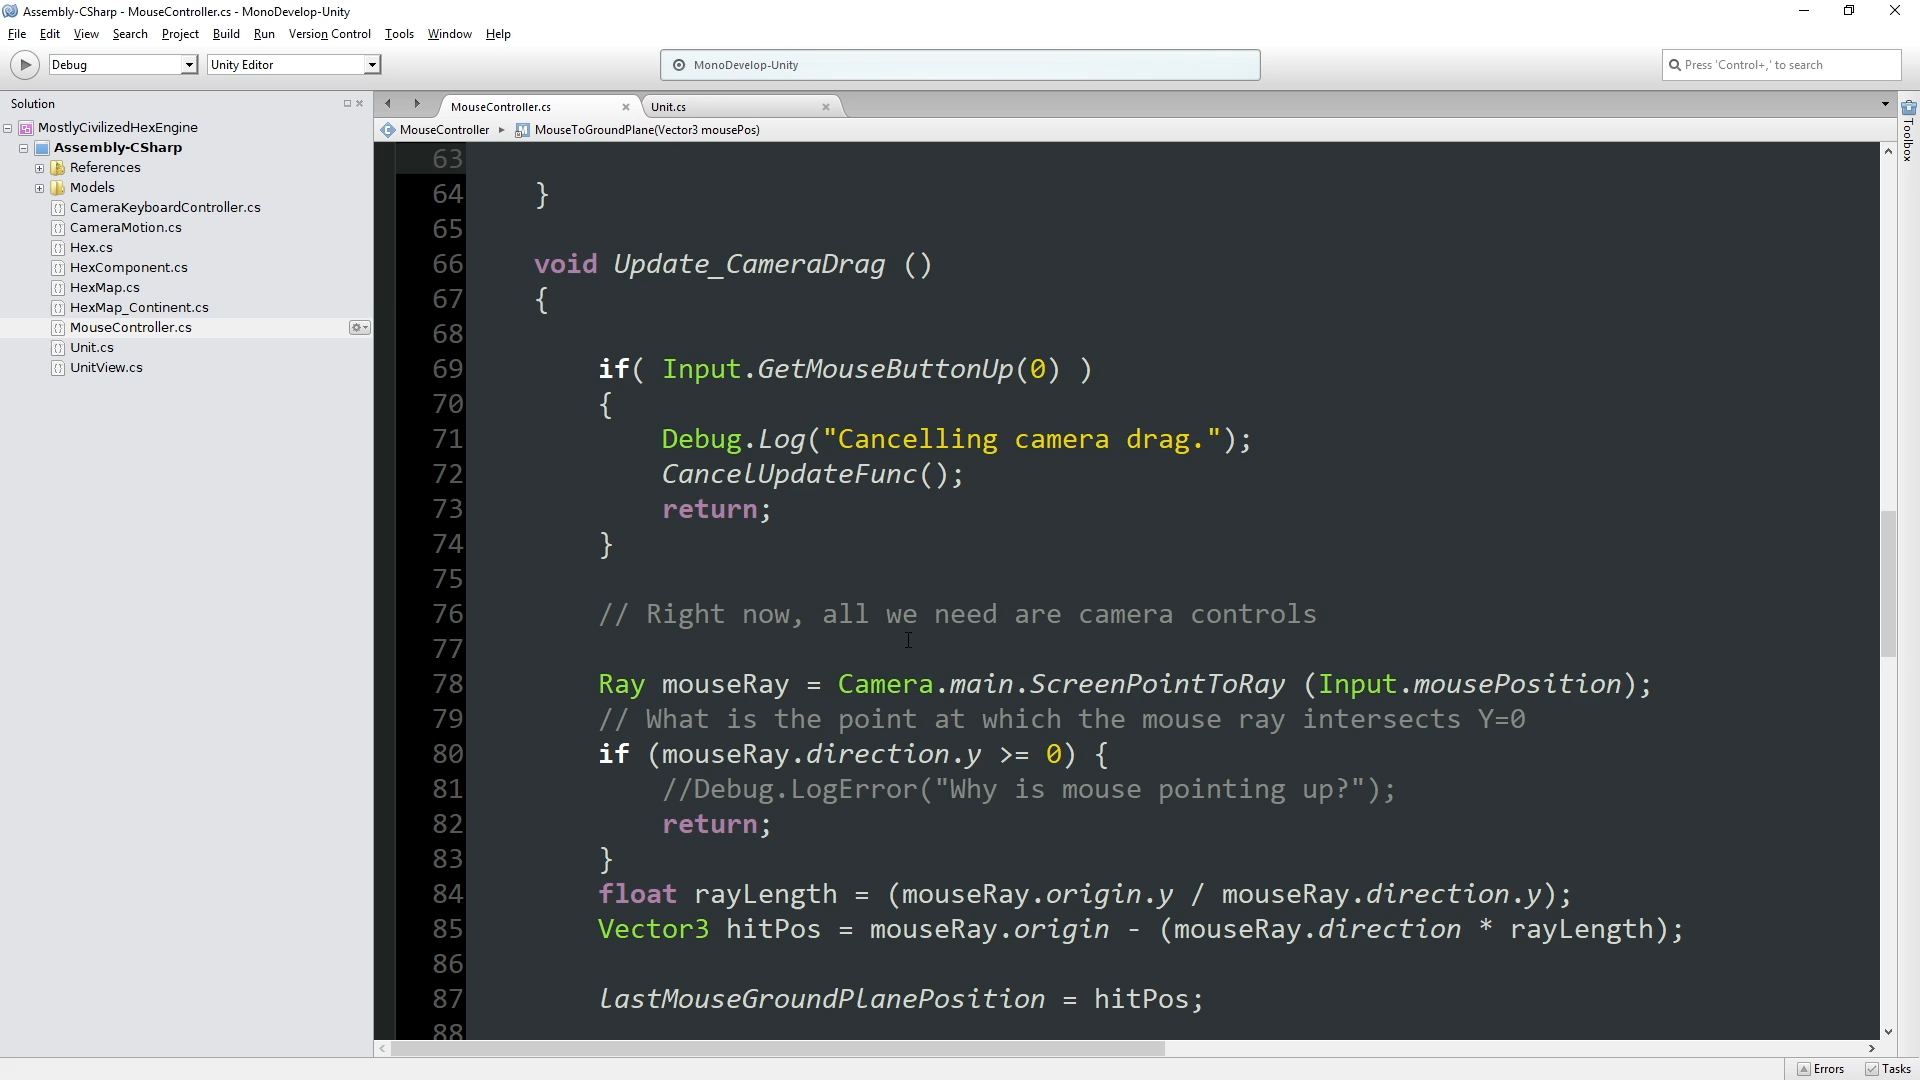 Assembly-CSharp - MouseController.cs - MonoDevelop-Unity
File Edit View Search Project Build Run Version Control Tools Window Help
Debug Unity Editor MonoDevelop-Unity Press 'Control+,' to search
Solution
MostlyCivilizedHexEngine
Assembly-CSharp
References
Models
CameraKeyboardController.cs
CameraMotion.cs
Hex.cs
HexComponent.cs
HexMap.cs
HexMap_Continent.cs
MouseController.cs
Unit.cs
UnitView.cs
MouseController.cs Unit.cs
MouseController MouseToGroundPlane(Vector3 mousePos)
63
64 }
65
66 void Update_CameraDrag ()
67 {
68
69 if( Input.GetMouseButtonUp(0) )
70 {
71 Debug.Log("Cancelling camera drag.");
72 CancelUpdateFunc();
73 return;
74 }
75
76 // Right now, all we need are camera controls
77
78 Ray mouseRay = Camera.main.ScreenPointToRay (Input.mousePosition);
79 // What is the point at which the mouse ray intersects Y=0
80 if (mouseRay.direction.y >= 0) {
81 //Debug.LogError("Why is mouse pointing up?");
82 return;
83 }
84 float rayLength = (mouseRay.origin.y / mouseRay.direction.y);
85 Vector3 hitPos = mouseRay.origin - (mouseRay.direction * rayLength);
86
87 lastMouseGroundPlanePosition = hitPos;
88
Toolbox
Errors Tasks